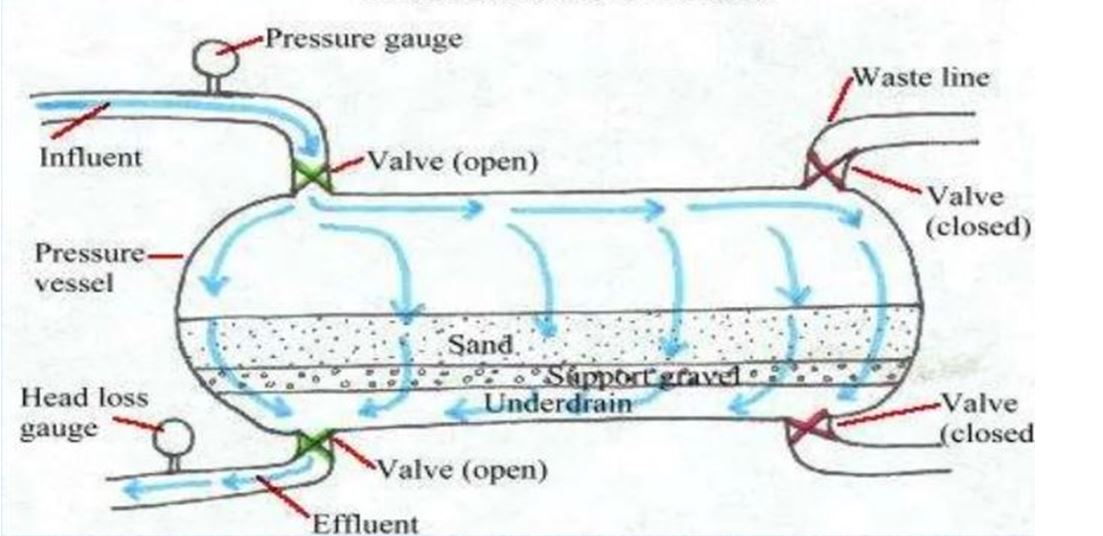 Pressure gauge
Waste line
Influent
Valve (open)
Valve
(closed)
Pressure
vessel
Sand
Support gravel
Underdrain
Head loss
gauge
Valve
(closed
Valve (open)
Effluent